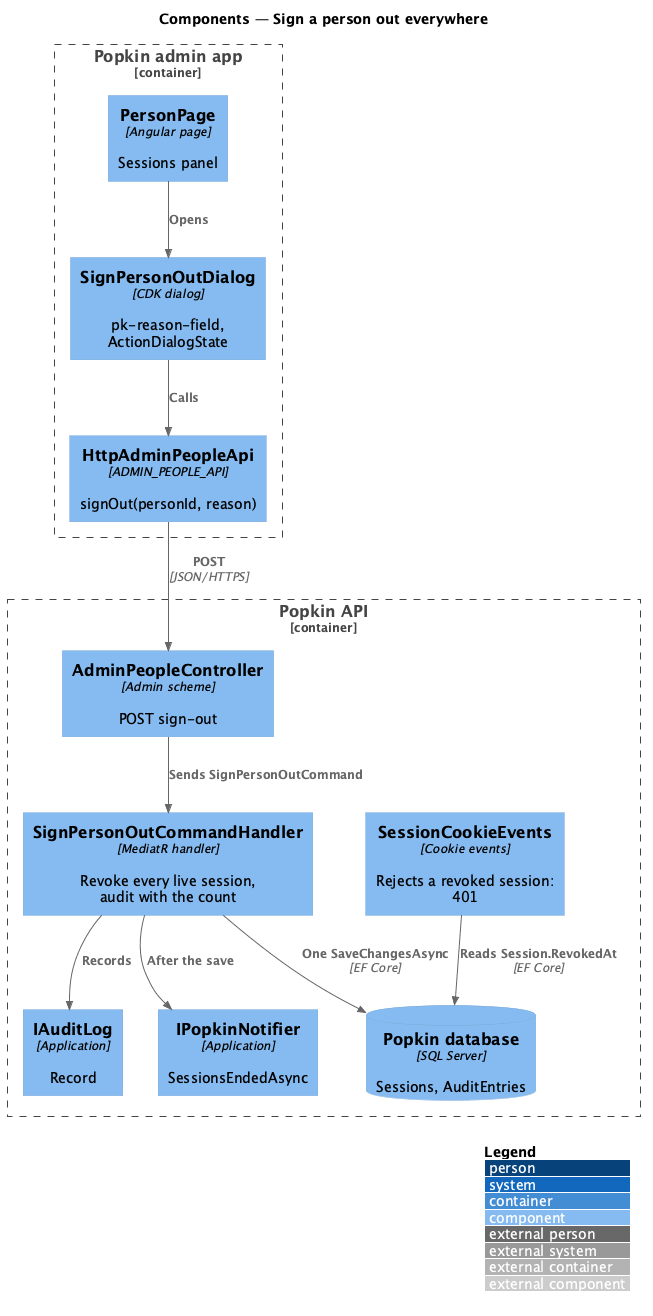 Components — Sign a person out everywhere
Popkin admin app
[container]
PersonPage
[Angular page]
Sessions panel
Opens
SignPersonOutDialog
[CDK dialog]
pk-reason-field,
ActionDialogState
Calls
HttpAdminPeopleApi
[ADMIN_PEOPLE_API]
signOut(personId, reason)
POST
[JSON/HTTPS]
Popkin API
[container]
AdminPeopleController
[Admin scheme]
POST sign-out
Sends SignPersonOutCommand
SignPersonOutCommandHandler
[MediatR handler]
Revoke every live session,
audit with the count
SessionCookieEvents
[Cookie events]
Rejects a revoked session:
401
Records
After the save
One SaveChangesAsync
[EF Core]
Reads Session.RevokedAt
[EF Core]
IAuditLog
[Application]
Record
IPopkinNotifier
[Application]
SessionsEndedAsync
Popkin database
[SQL Server]
Sessions, AuditEntries
Legend
person
system
container
component
external person
external system
external container
external component